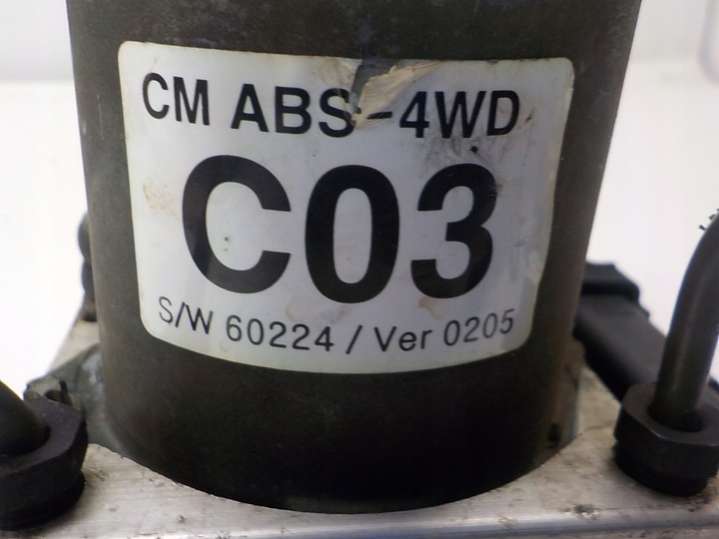 CM ABS-4WD
C03
S/W 60224 / Ver 0205